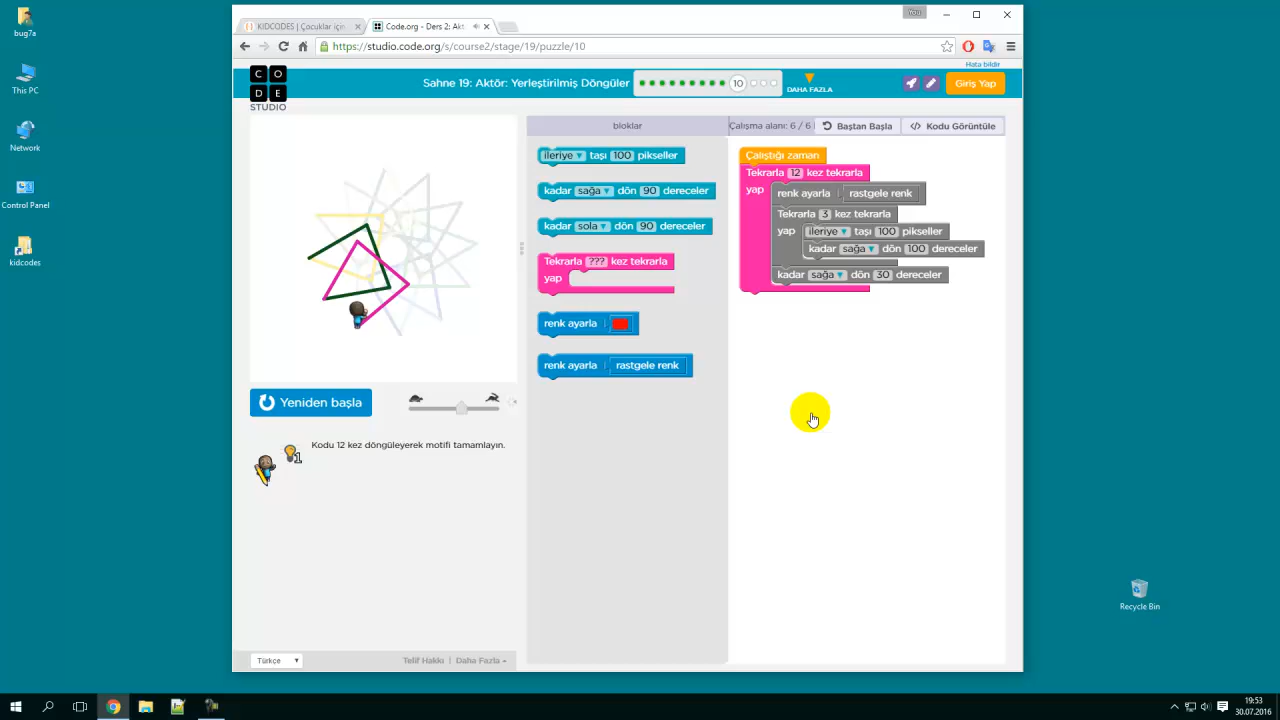 bug7a
This PC
Network
Control Panel
kidcodes
Recycle Bin
You
KIDCODES | Çocuklar için
Code.org - Ders 2: Akt
https://studio.code.org/s/course2/stage/19/puzzle/10
Hata bildir
C O
D E
STUDIO
Sahne 19: Aktör: Yerleştirilmiş Döngüler
10
DAHA FAZLA
Giriş Yap
bloklar
Çalışma alanı: 6 / 6
Baştan Başla
</> Kodu Görüntüle
ileriye taşı 100 pikseller
kadar sağa dön 90 dereceler
kadar sola dön 90 dereceler
Tekrarla ??? kez tekrarla
yap
renk ayarla
renk ayarla rastgele renk
Çalıştığı zaman
Tekrarla 12 kez tekrarla
yap
renk ayarla rastgele renk
Tekrarla 3 kez tekrarla
yap
ileriye taşı 100 pikseller
kadar sağa dön 100 dereceler
kadar sağa dön 30 dereceler
Yeniden başla
Kodu 12 kez döngüleyerek motifi tamamlayın.
1
Türkçe
Telif Hakkı | Daha Fazla
19:53
30.07.2016